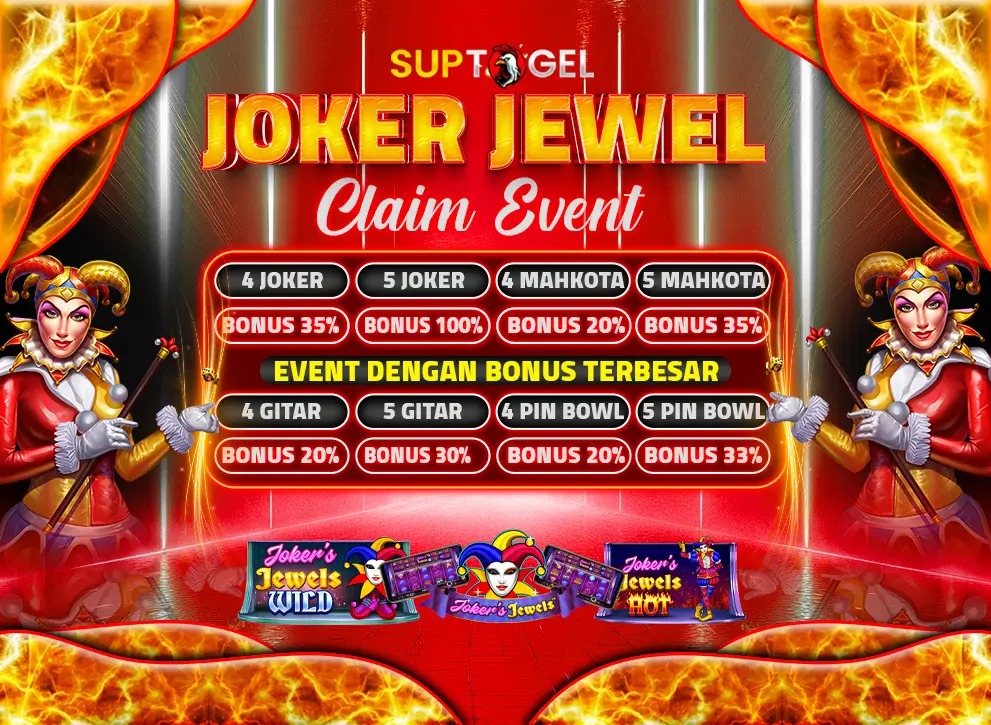 SUPTOGEL
JOKER JEWEL
Claim Event
4 JOKER 5 JOKER 4 MAHKOTA 5 MAHKOTA
BONUS 35% BONUS 100% BONUS 20% BONUS 35%
EVENT DENGAN BONUS TERBESAR
4 GITAR 5 GITAR 4 PIN BOWL 5 PIN BOWL
BONUS 20% BONUS 30% BONUS 20% BONUS 33%
Joker's Jewels WILD
Joker's Jewels
Joker's Jewels HOT